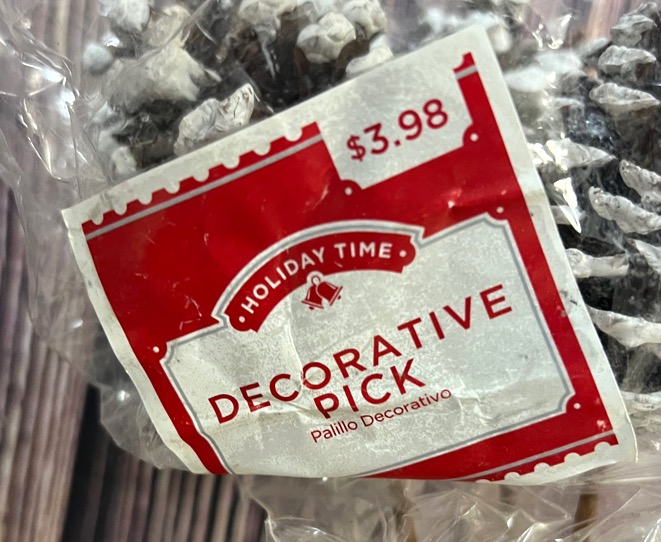 $3.98
• HOLIDAY TIME •
DECORATIVE
PICK
Palillo Decorativo